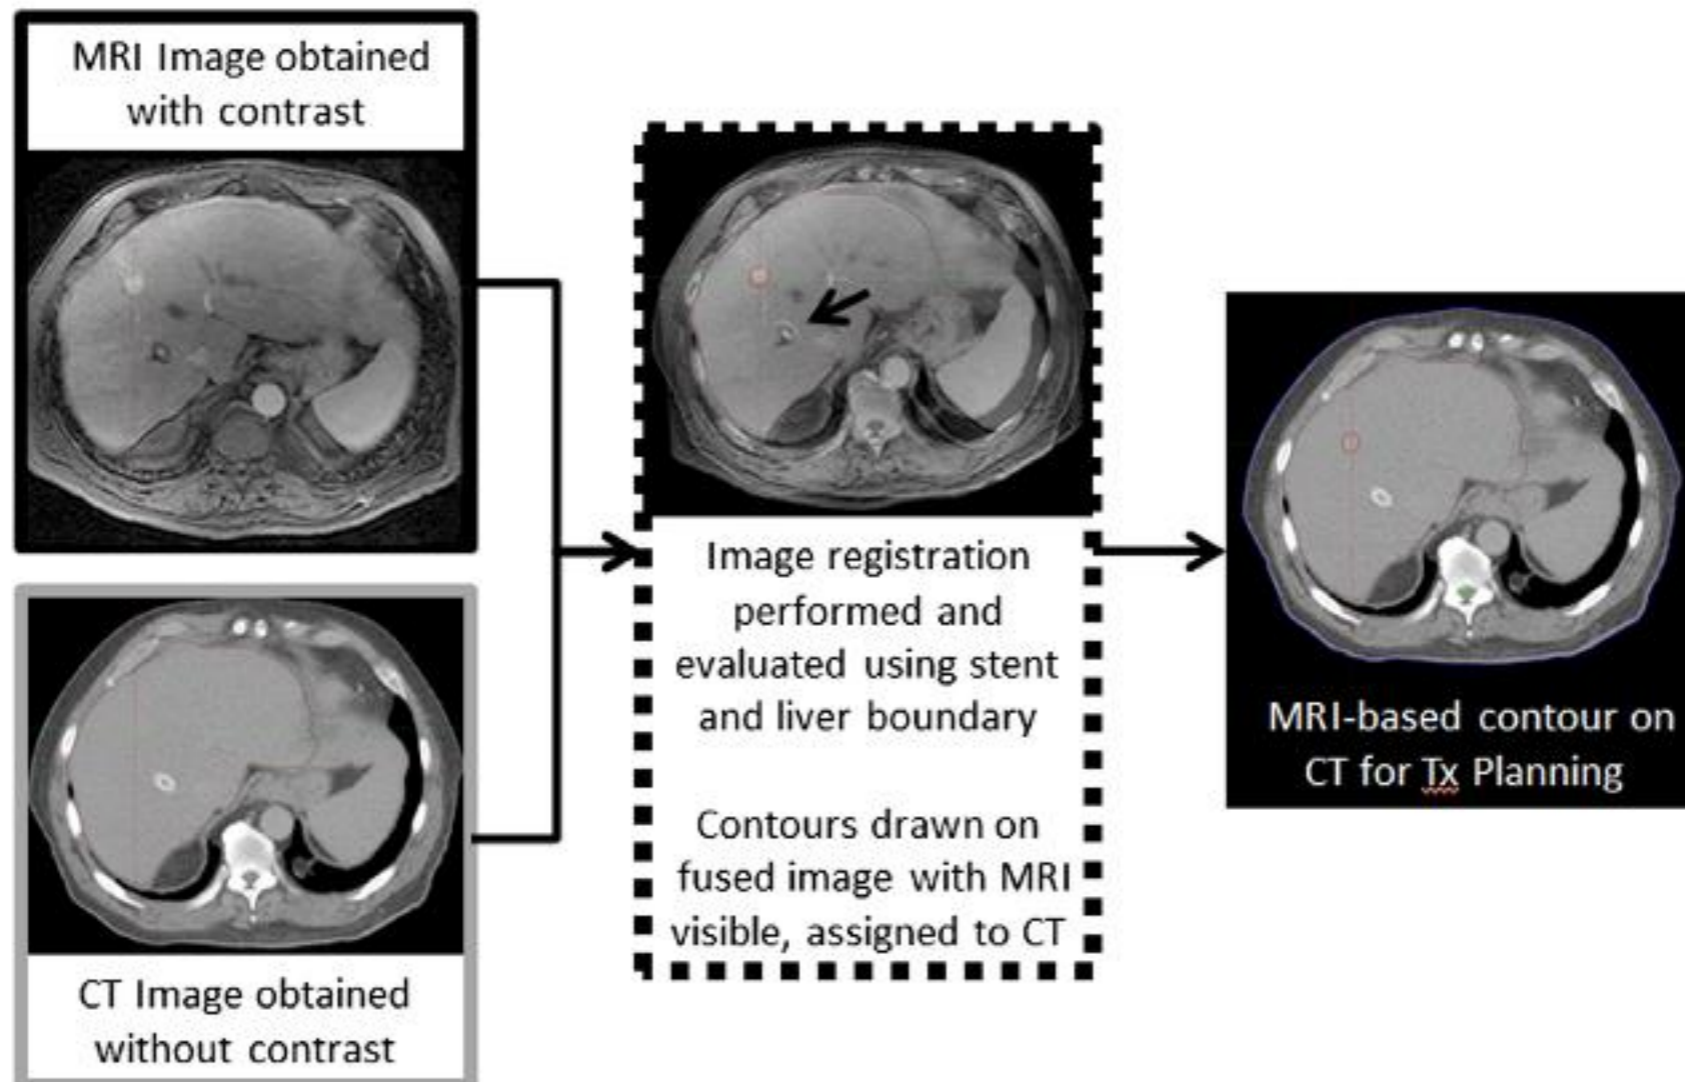 MRI Image obtained
with contrast
CT Image obtained
without contrast
Image registration
performed and
evaluated using stent
and liver boundary
Contours drawn on
fused image with MRI
visible, assigned to CT
MRI-based contour on
CT for Tx Planning